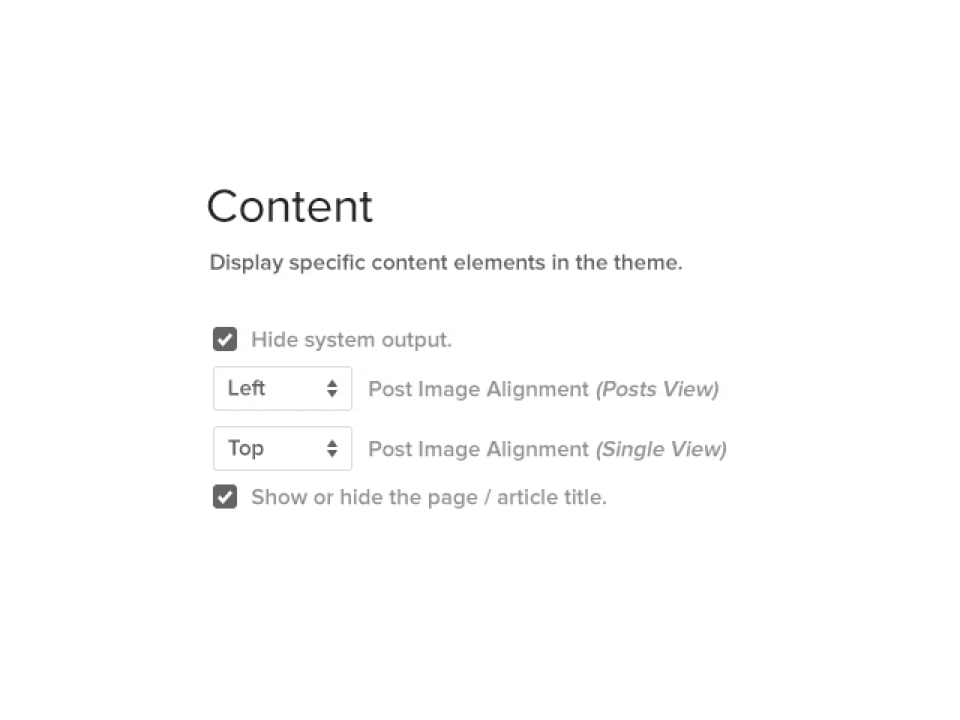 Content
Display specific content elements in the theme.
Hide system output.
Left Post Image Alignment (Posts View)
Top Post Image Alignment (Single View)
Show or hide the page / article title.